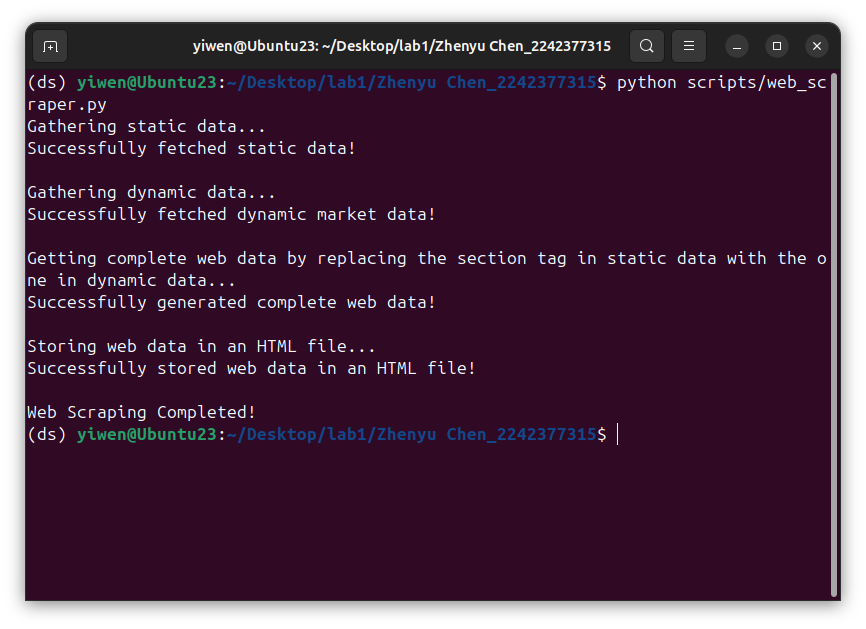 yiwen@Ubuntu23: ~/Desktop/lab1/Zhenyu Chen_2242377315
(ds) yiwen@Ubuntu23:~/Desktop/lab1/Zhenyu Chen_2242377315$ python scripts/web_sc
raper.py
Gathering static data...
Successfully fetched static data!
Gathering dynamic data...
Successfully fetched dynamic market data!
Getting complete web data by replacing the section tag in static data with the o
ne in dynamic data...
Successfully generated complete web data!
Storing web data in an HTML file...
Successfully stored web data in an HTML file!
Web Scraping Completed!
(ds) yiwen@Ubuntu23:~/Desktop/lab1/Zhenyu Chen_2242377315$